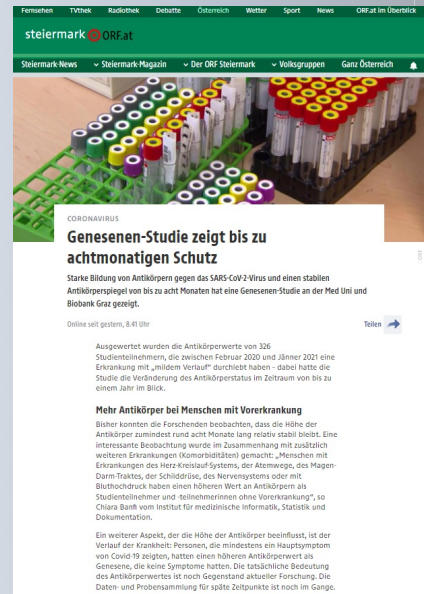 Fernsehen TVthek Radiothek Debatte Österreich Wetter Sport News ORF.at im Überblick
steiermark ORF.at
Steiermark-News Steiermark-Magazin Der ORF Steiermark Volksgruppen Ganz Österreich
CORONAVIRUS
Genesenen-Studie zeigt bis zu
achtmonatigen Schutz
Starke Bildung von Antikörpern gegen das SARS-CoV-2-Virus und einen stabilen
Antikörperspiegel von bis zu acht Monaten hat eine Genesenen-Studie an der Med Uni und
Biobank Graz gezeigt.
Online seit gestern, 8.41 Uhr
Teilen
Ausgewertet wurden die Antikörperwerte von 326
Studienteilnehmern, die zwischen Februar 2020 und Jänner 2021 eine
Erkrankung mit „mildem Verlauf“ durchlebt haben - dabei hatte die
Studie die Veränderung des Antikörperstatus im Zeitraum von bis zu
einem Jahr im Blick.
Mehr Antikörper bei Menschen mit Vorerkrankung
Bisher konnten die Forschenden beobachten, dass die Höhe der
Antikörper zumindest rund acht Monate lang relativ stabil bleibt. Eine
interessante Beobachtung wurde im Zusammenhang mit zusätzlich
weiteren Erkrankungen (Komorbiditäten) gemacht: „Menschen mit
Erkrankungen des Herz-Kreislauf-Systems, der Atemwege, des Magen-
Darm-Traktes, der Schilddrüse, des Nervensystems oder mit
Bluthochdruck haben einen höheren Wert an Antikörpern als
Studienteilnehmer und -teilnehmerinnen ohne Vorerkrankung“, so
Chiara Banfi vom Institut für medizinische Informatik, Statistik und
Dokumentation.
Ein weiterer Aspekt, der die Höhe der Antikörper beeinflusst, ist der
Verlauf der Krankheit: Personen, die mindestens ein Hauptsymptom
von Covid-19 zeigten, hatten einen höheren Antikörperwert als
Genesene, die keine Symptome hatten. Die tatsächliche Bedeutung
des Antikörperwertes ist noch Gegenstand aktueller Forschung. Die
Daten- und Probensammlung für späte Zeitpunkte ist noch im Gange.